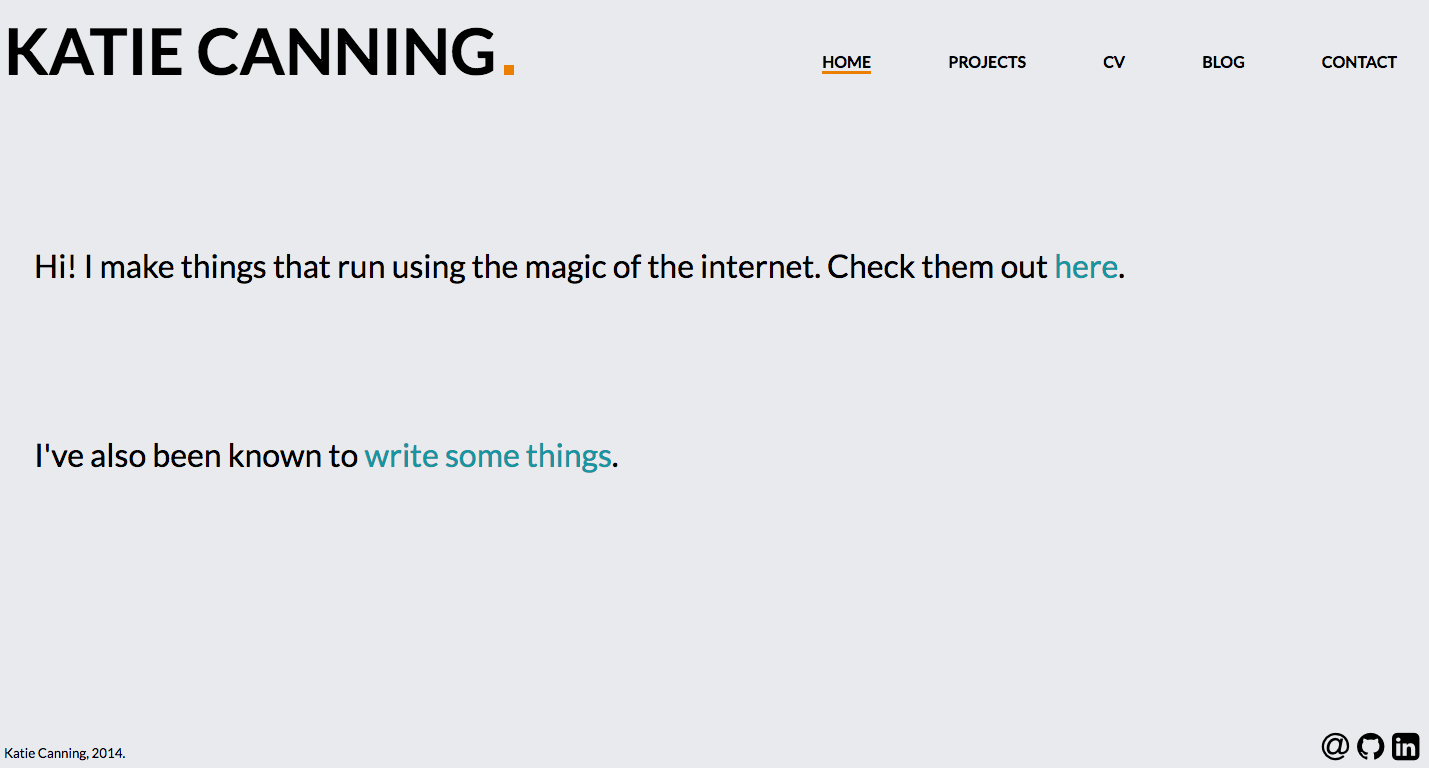 KATIE CANNING.
HOME PROJECTS CV BLOG CONTACT
Hi! I make things that run using the magic of the internet. Check them out here.
I've also been known to write some things.
Katie Canning, 2014.
@ in